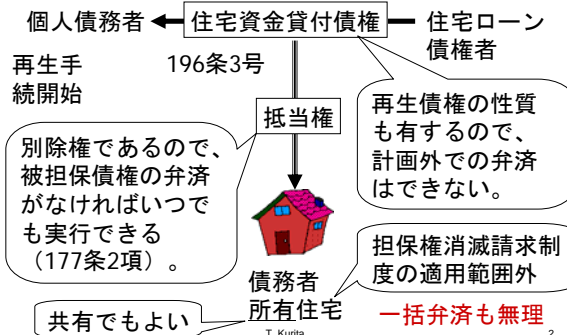 個人債務者
住宅資金貸付債権
住宅ローン
債権者
再生手
続開始
196条3号
抵当権
再生債権の性質
も有するので、
計画外での弁済
はできない。
別除権であるので、
被担保債権の弁済
がなければいつで
も実行できる
（177条2項）。
担保権消滅請求制
度の適用範囲外
債務者
所有住宅
一括弁済も無理
共有でもよい
T. Kurita
2